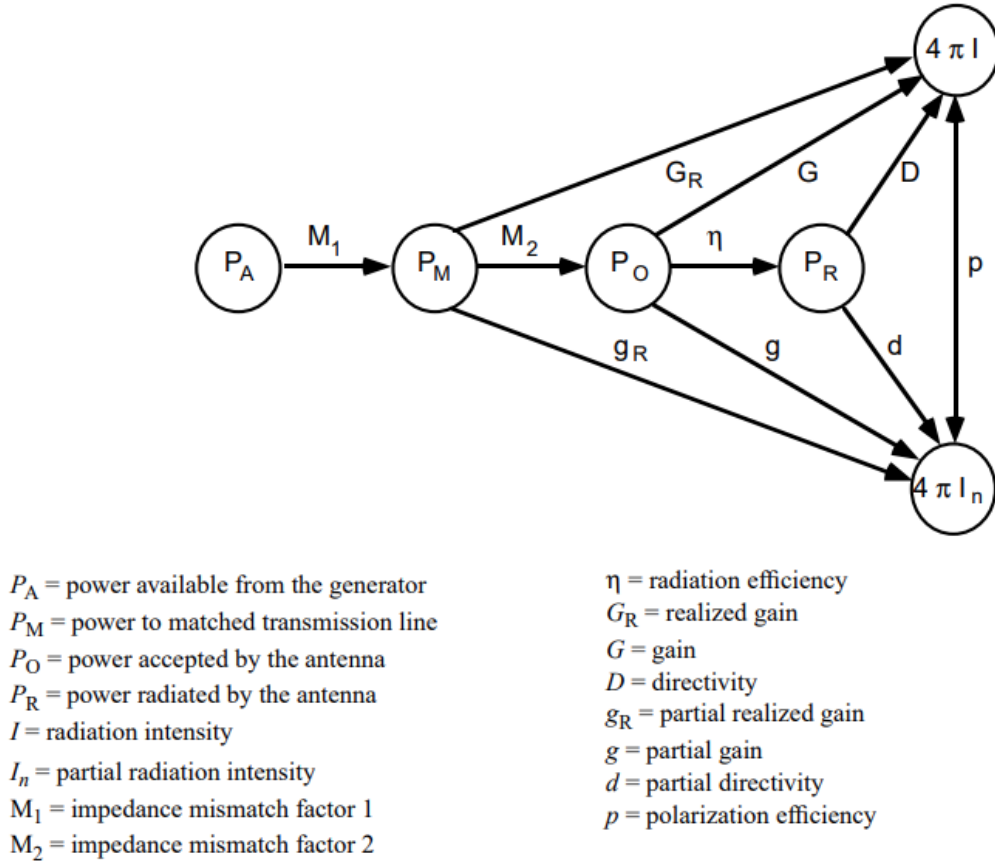 4 π I
G_R
G
D
M_1
M_2
η
P_A
P_M
P_O
P_R
p
g_R
g
d
4 π I_n
P_A = power available from the generator
P_M = power to matched transmission line
P_O = power accepted by the antenna
P_R = power radiated by the antenna
I = radiation intensity
I_n = partial radiation intensity
M_1 = impedance mismatch factor 1
M_2 = impedance mismatch factor 2
η = radiation efficiency
G_R = realized gain
G = gain
D = directivity
g_R = partial realized gain
g = partial gain
d = partial directivity
p = polarization efficiency